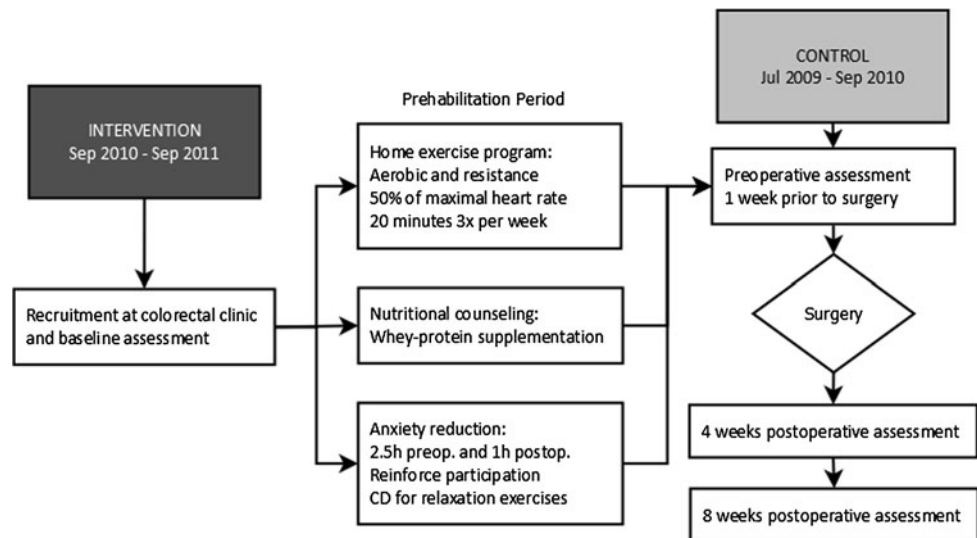 INTERVENTION
Sep 2010 - Sep 2011
Recruitment at colorectal clinic
and baseline assessment
Prehabilitation Period
Home exercise program:
Aerobic and resistance
50% of maximal heart rate
20 minutes 3x per week
Nutritional counseling:
Whey-protein supplementation
Anxiety reduction:
2.5h preop. and 1h postop.
Reinforce participation
CD for relaxation exercises
CONTROL
Jul 2009 - Sep 2010
Preoperative assessment
1 week prior to surgery
Surgery
4 weeks postoperative assessment
8 weeks postoperative assessment